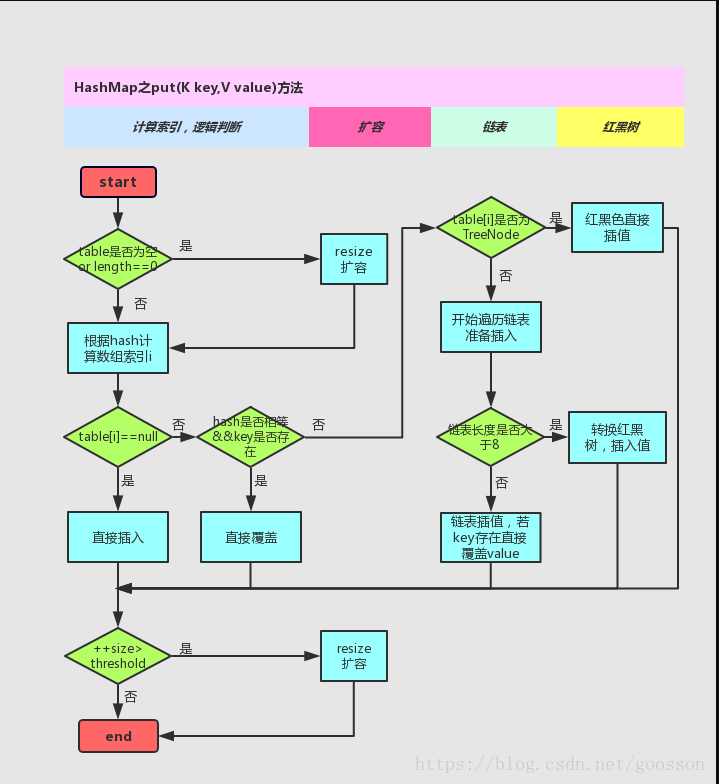 HashMap之put(K key,V value)方法
计算索引，逻辑判断
扩容
链表
红黑树
start
table是否为空
or length==0
是
resize
扩容
否
根据hash计
算数组索引i
table[i]==null
否
hash是否相等
&&key是否存
在
否
是
直接插入
是
直接覆盖
table[i]是否为
TreeNode
是
红黑色直接
插值
否
开始遍历链表
准备插入
链表长度是否大
于8
是
转换红黑
树，插入值
否
链表插值，若
key存在直接
覆盖value
++size>
threshold
是
resize
扩容
否
end
https://blog.csdn.net/goosson